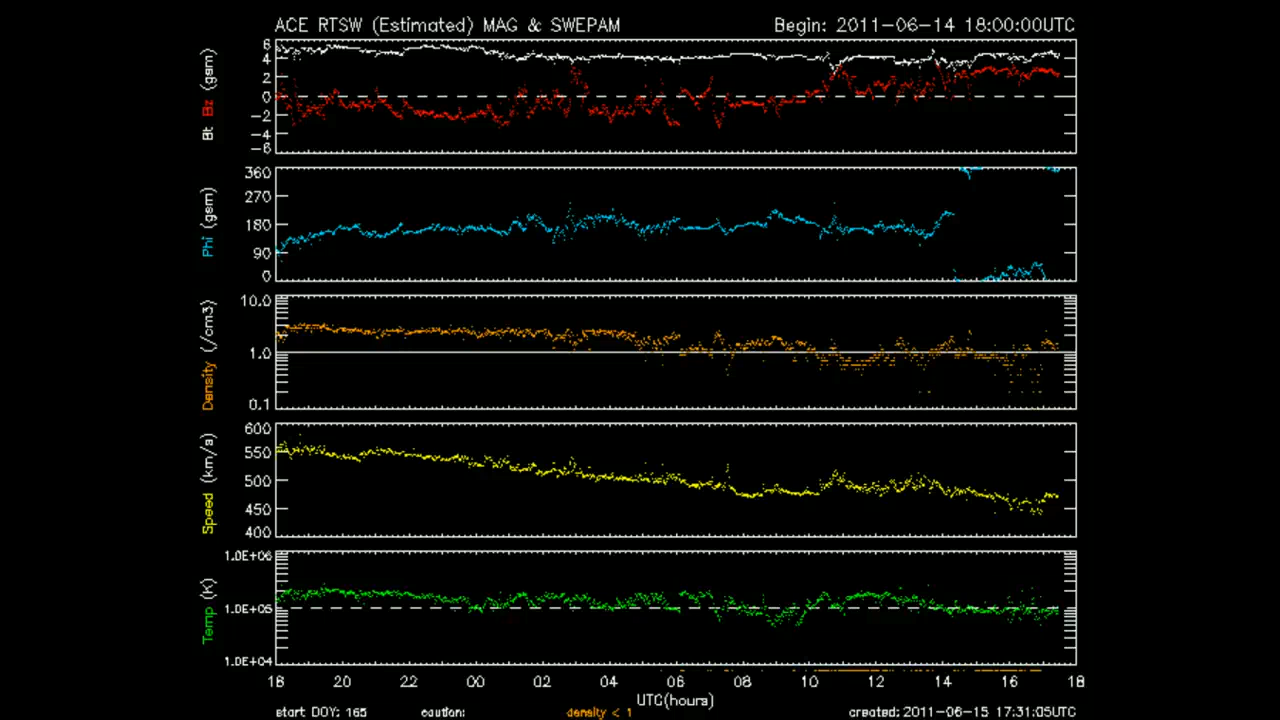 ACE RTSW (Estimated) MAG & SWEPAM Begin: 2011-06-14 18:00:00UTC
Bt Bz (gsm)
6
4
2
0
-2
-4
-6
Phi (gsm)
360
270
180
90
0
Density (/cm3)
10.0
1.0
0.1
Speed (km/s)
600
550
500
450
400
Temp (K)
1.0E+06
1.0E+05
1.0E+04
18 20 22 00 02 04 06 08 10 12 14 16 18
UTC(hours)
start DOY: 165 caution: density < 1 created: 2011-06-15 17:31:05UTC